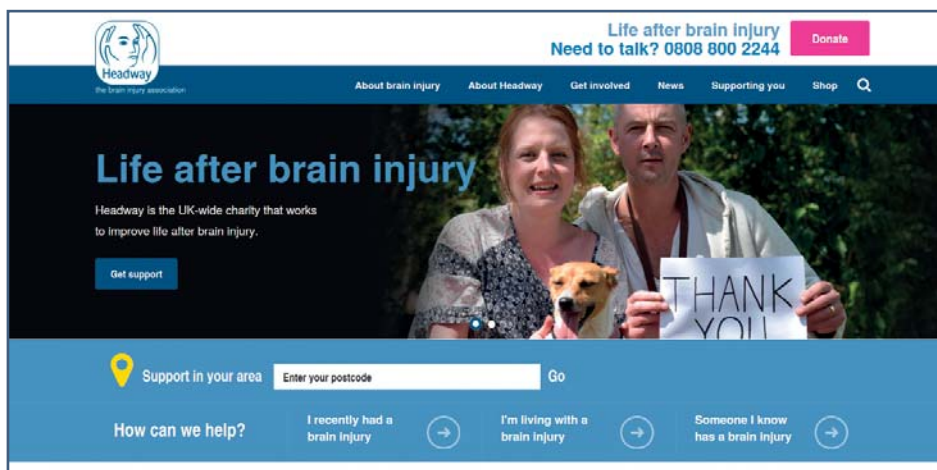 Life after brain injury
Need to talk? 0808 800 2244
Donate
Headway
the brain injury association
About brain injury About Headway Get involved News Supporting you Shop
Life after brain injury
Headway is the UK-wide charity that works
to improve life after brain injury.
Get support
THANK
YOU
Support in your area Enter your postcode Go
How can we help?
I recently had a
brain injury
I'm living with a
brain injury
Someone I know
has a brain injury